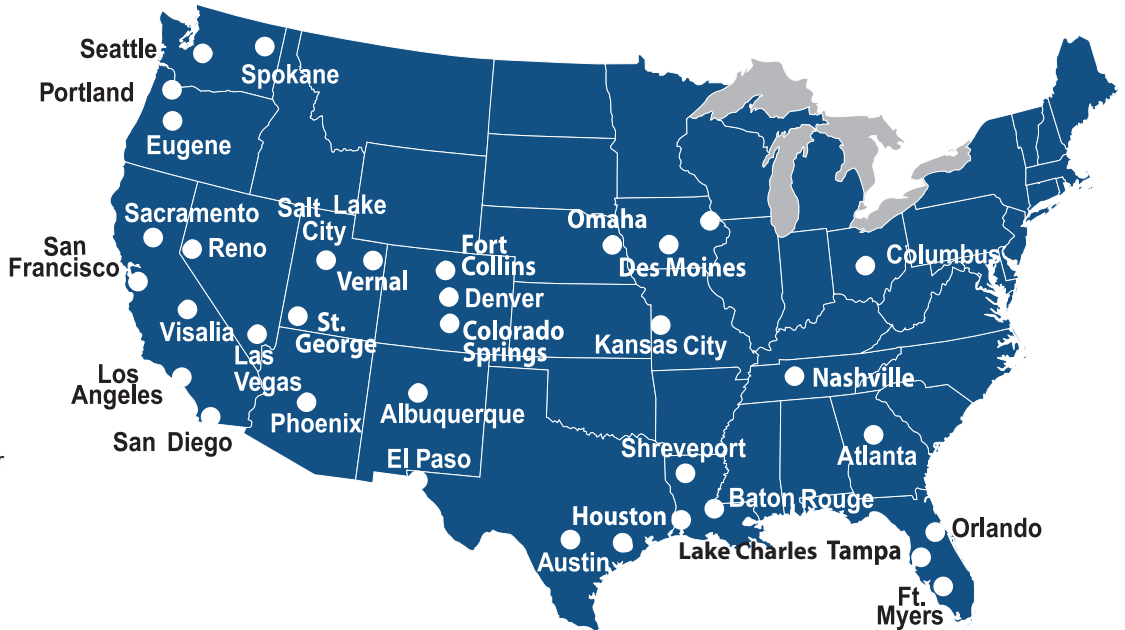 Seattle
Spokane
Portland
Eugene
Sacramento
Salt Lake
City
Reno
San
Francisco
Vernal
Fort
Collins
Denver
Omaha
Des Moines
Columbus
Visalia
St.
George
Colorado
Springs
Kansas City
Las
Vegas
Los
Angeles
Phoenix
Albuquerque
Nashville
San Diego
El Paso
Shreveport
Atlanta
Baton Rouge
Houston
Austin
Lake Charles
Tampa
Orlando
Ft.
Myers